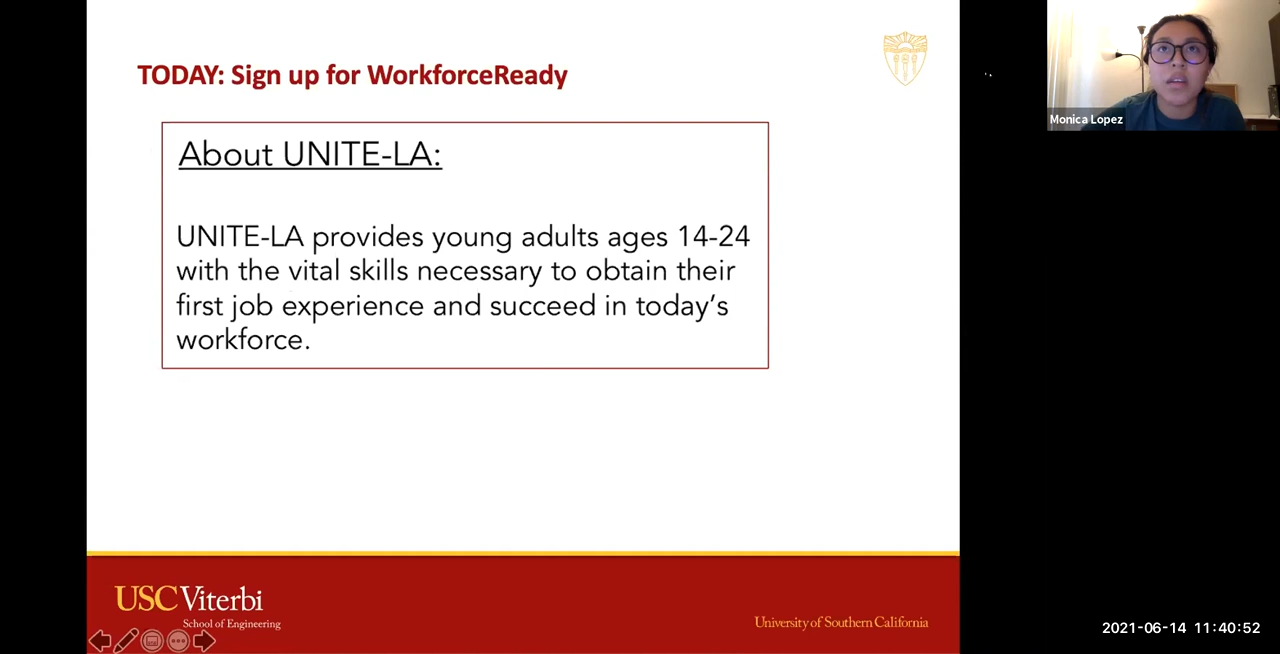 TODAY: Sign up for WorkforceReady
About UNITE-LA:
UNITE-LA provides young adults ages 14-24
with the vital skills necessary to obtain their
first job experience and succeed in today's
workforce.
USC Viterbi
School of Engineering
University of Southern California
Monica Lopez
2021-06-14 11:40:52